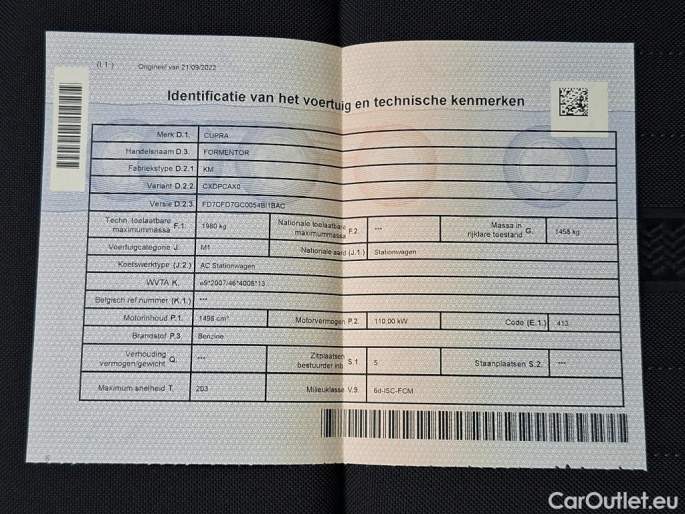 (I.1.) Origineel van 21/09/2022
Identificatie van het voertuig en technische kenmerken
Merk D.1. CUPRA
Handelsnaam D.3. FORMENTOR
Fabriekstype D.2.1 KM
Variant D.2.2. CXDPCAX0
Versie D.2.3. FD7CFD7GC0054BI1BAC
Techn. toelaatbare maximummassa F.1. 1980 kg Nationale toelaatbare maximummassa F.2. *** Massa in rijklare toestand G. 1458 kg
Voertuigcategorie J. M1 Nationale aard (J.1.) Stationwagen
Koetswerktype (J.2.) AC Stationwagen
WVTA K. e9*2007/46*4008*13
Belgisch ref.nummer (K.1.) ***
Motorinhoud P.1. 1498 cm³ Motorvermogen P.2. 110,00 kW Code (E.1.) 413
Brandstof P.3. Benzine
Verhouding vermogen/gewicht Q. *** Zitplaatsen bestuurder inb S.1. 5 Staanplaatsen S.2. ***
Maximum snelheid T. 203 Milieuklasse V.9. 6d-ISC-FCM
CarOutlet.eu